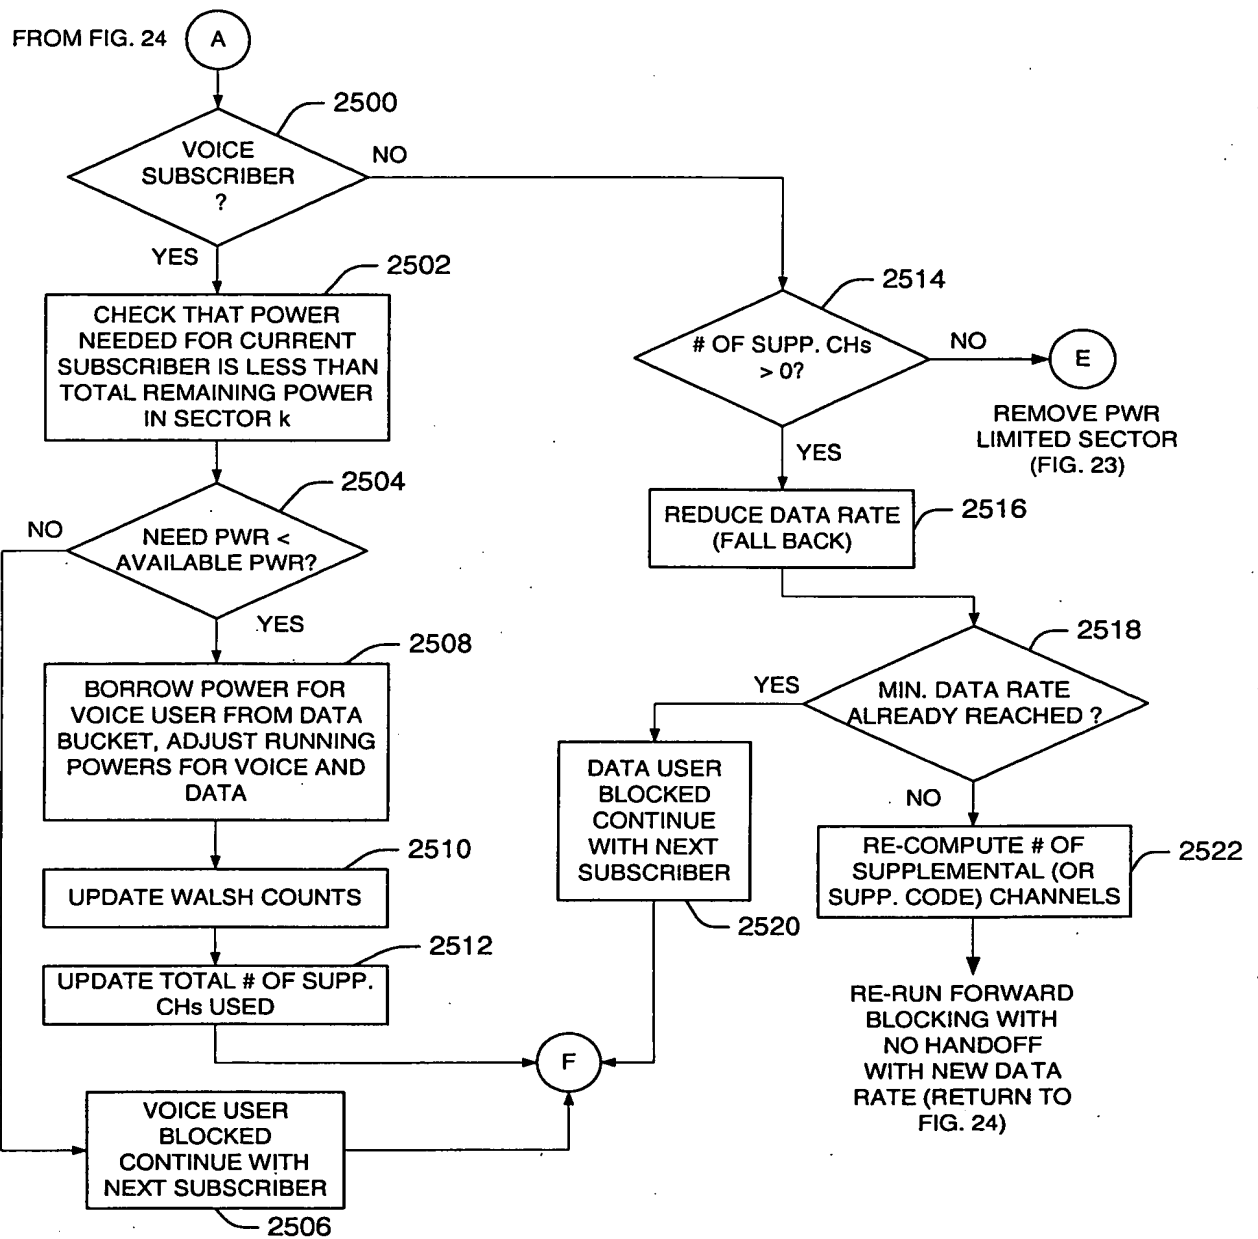 FROM FIG. 24
A
2500
VOICE
SUBSCRIBER
?
NO
YES
2502
CHECK THAT POWER
NEEDED FOR CURRENT
SUBSCRIBER IS LESS THAN
TOTAL REMAINING POWER
IN SECTOR k
2504
NEED PWR <
AVAILABLE PWR?
NO
YES
2508
BORROW POWER FOR
VOICE USER FROM DATA
BUCKET, ADJUST RUNNING
POWERS FOR VOICE AND
DATA
2510
UPDATE WALSH COUNTS
2512
UPDATE TOTAL # OF SUPP.
CHs USED
VOICE USER
BLOCKED
CONTINUE WITH
NEXT SUBSCRIBER
2506
F
2514
# OF SUPP. CHs
> 0?
NO
E
REMOVE PWR
LIMITED SECTOR
(FIG. 23)
YES
2516
REDUCE DATA RATE
(FALL BACK)
2518
MIN. DATA RATE
ALREADY REACHED ?
YES
DATA USER
BLOCKED
CONTINUE
WITH NEXT
SUBSCRIBER
2520
NO
2522
RE-COMPUTE # OF
SUPPLEMENTAL (OR
SUPP. CODE) CHANNELS
RE-RUN FORWARD
BLOCKING WITH
NO HANDOFF
WITH NEW DATA
RATE (RETURN TO
FIG. 24)